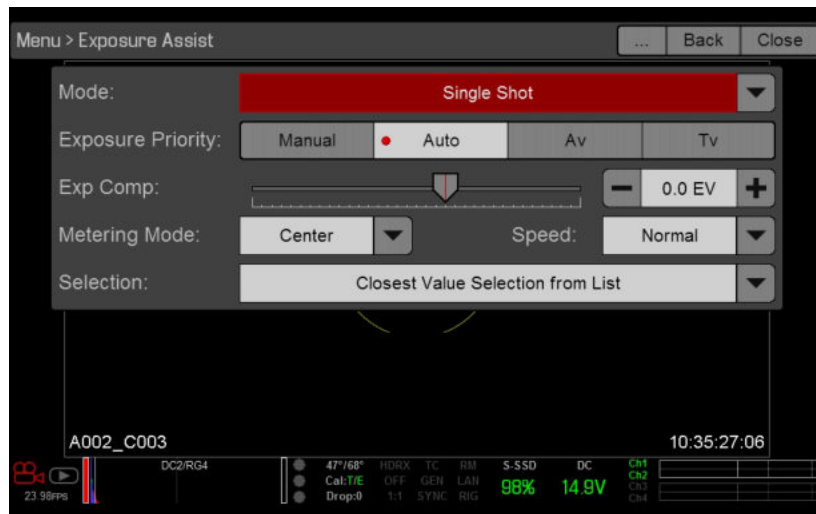 Menu > Exposure Assist ... Back Close
Mode: Single Shot
Exposure Priority: Manual Auto Av Tv
Exp Comp: 0.0 EV
Metering Mode: Center Speed: Normal
Selection: Closest Value Selection from List
A002_C003 10:35:27:06
DC2/RG4 47°/68° HDRX TC RM S-SSD DC Ch1
Cal:T/E OFF GEN LAN 98% 14.9V Ch2
23.98FPS Drop:0 1:1 SYNC RIG Ch3
Ch4